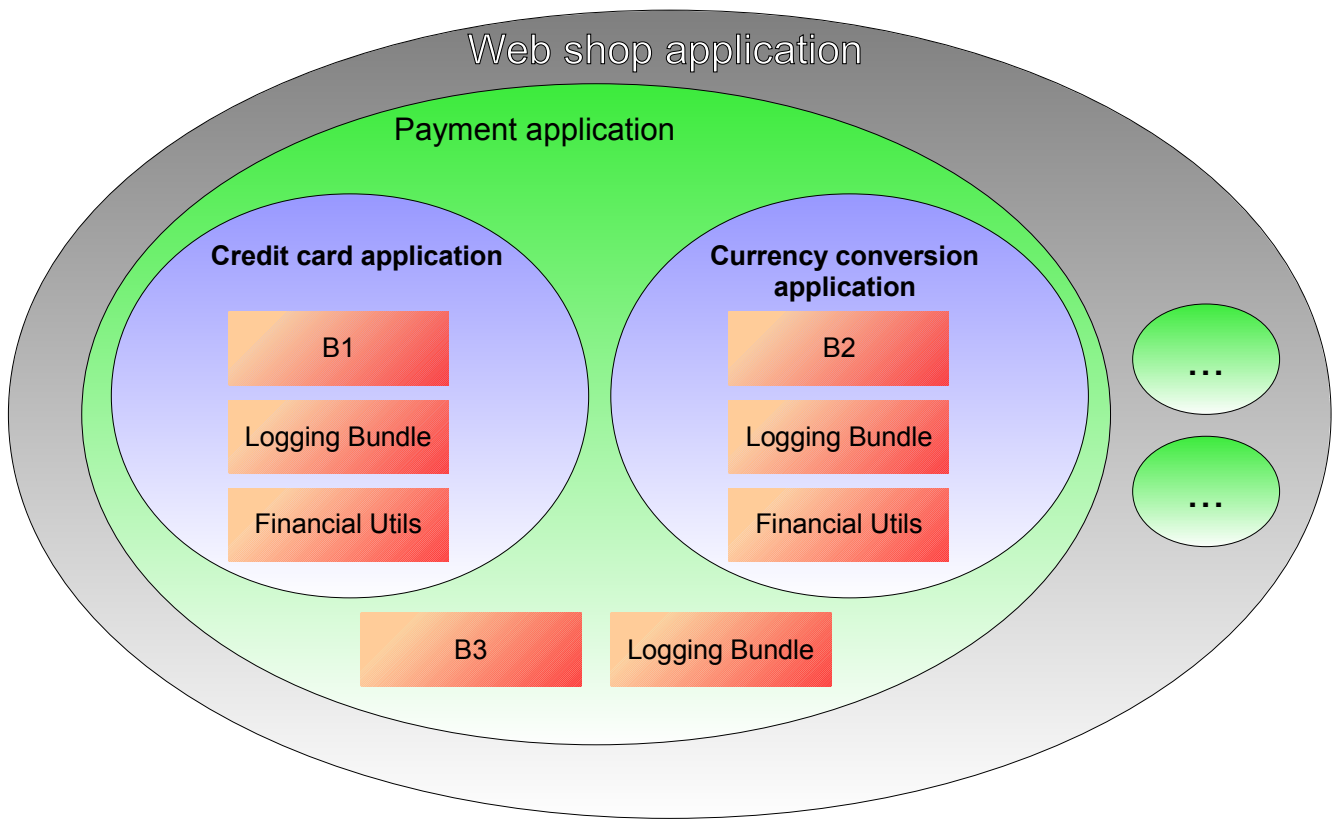 Web shop application
Payment application
Credit card application
B1
Logging Bundle
Financial Utils
Currency conversion
application
B2
Logging Bundle
Financial Utils
...
...
B3
Logging Bundle